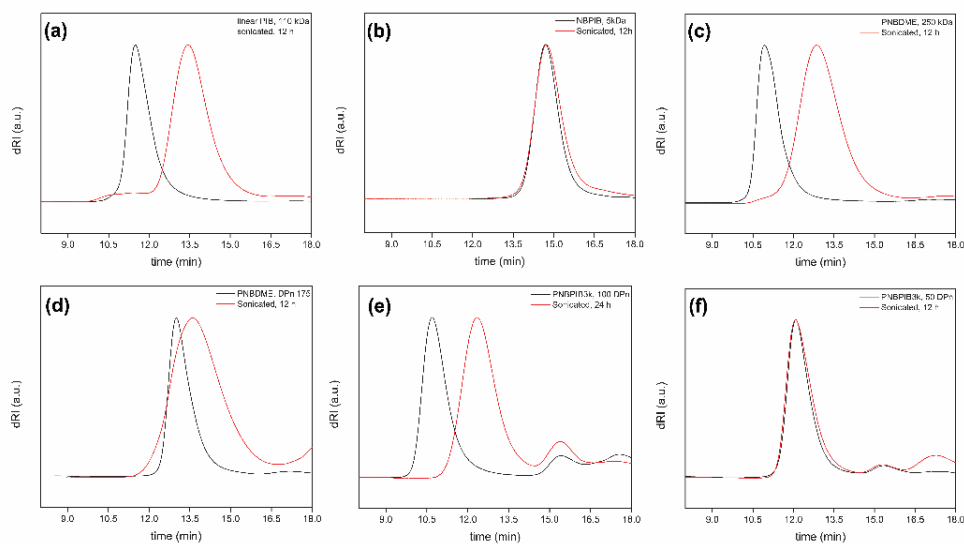 (a)
linear PIB, 110 kDa
sonicated, 12 h
dRI (a.u.)
9.0 10.5 12.0 13.5 15.0 16.5 18.0
time (min)
(b)
NBPIB, 5kDa
Sonicated, 12h
dRI (a.u.)
9.0 10.5 12.0 13.5 15.0 16.5 18.0
time (min)
(c)
PNBDME, 250 kDa
Sonicated, 12 h
dRI (a.u.)
9.0 10.5 12.0 13.5 15.0 16.5 18.0
time (min)
(d)
PNBDME, DPn 175
Sonicated, 12 h
dRI (a.u.)
9.0 10.5 12.0 13.5 15.0 16.5 18.0
time (min)
(e)
PNBPIB3k, 100 DPn
Sonicated, 24 h
dRI (a.u.)
9.0 10.5 12.0 13.5 15.0 16.5 18.0
time (min)
(f)
PNBPIB3k, 50 DPn
Sonicated, 12 h
dRI (a.u.)
9.0 10.5 12.0 13.5 15.0 16.5 18.0
time (min)